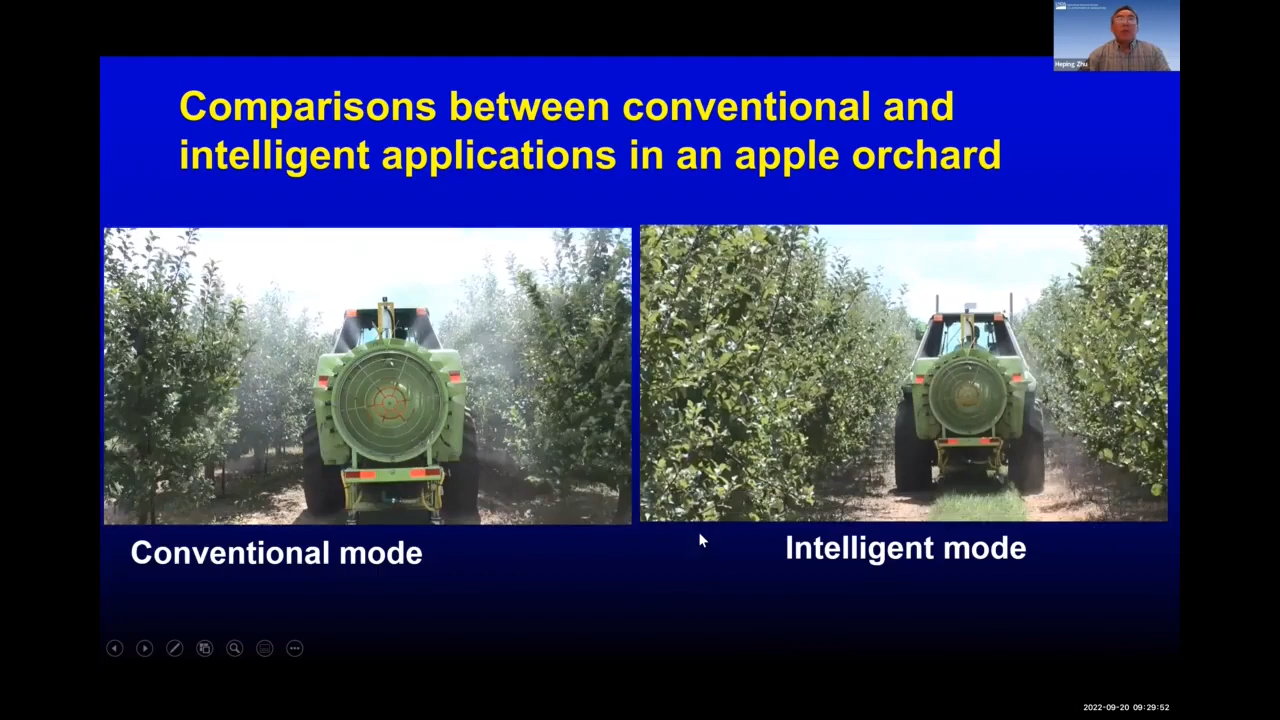 Heping Zhu
Comparisons between conventional and
intelligent applications in an apple orchard
Conventional mode
Intelligent mode
2022-09-20 09:29:52